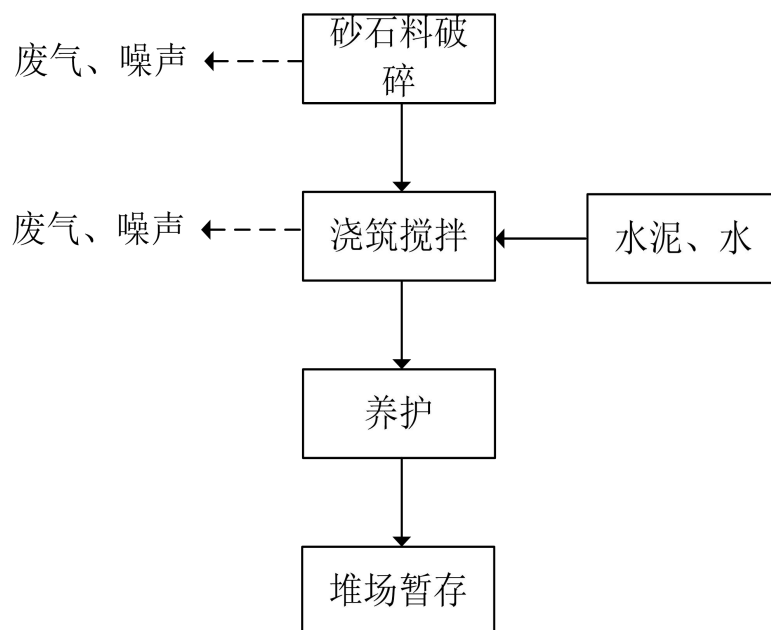 砂石料破
碎
废气、噪声
浇筑搅拌
废气、噪声
水泥、水
养护
堆场暂存